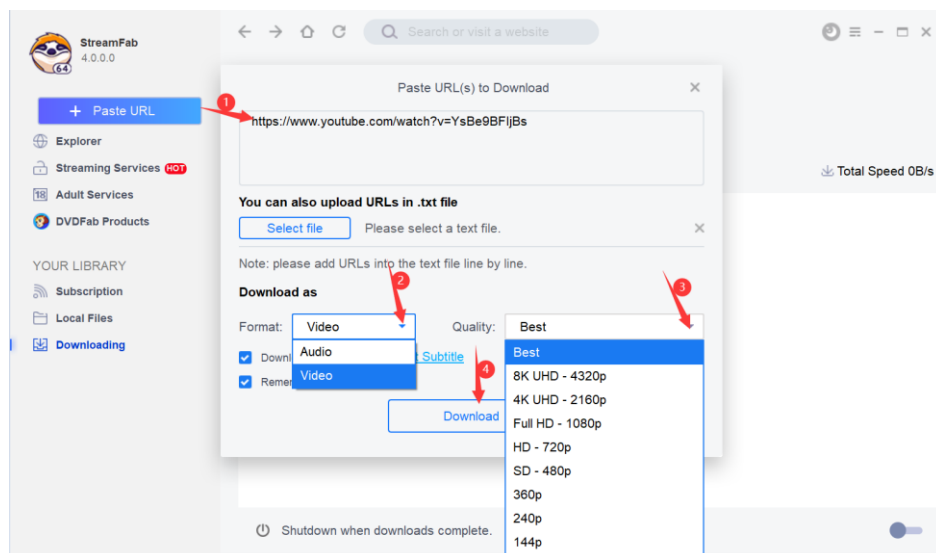 StreamFab
4.0.0.0
64
Search or visit a website
+ Paste URL
1
Explorer
Streaming Services HOT
18 Adult Services
DVDFab Products
YOUR LIBRARY
Subscription
Local Files
Downloading
Paste URL(s) to Download
https://www.youtube.com/watch?v=YsBe9BFIjBs
Total Speed 0B/s
You can also upload URLs in .txt file
Select file
Please select a text file.
Note: please add URLs into the text file line by line.
2
3
Download as
Format: Video
Quality: Best
Audio
Video
Downl
Subtitle
Remer
4
Download
Best
8K UHD - 4320p
4K UHD - 2160p
Full HD - 1080p
HD - 720p
SD - 480p
360p
240p
144p
Shutdown when downloads complete.